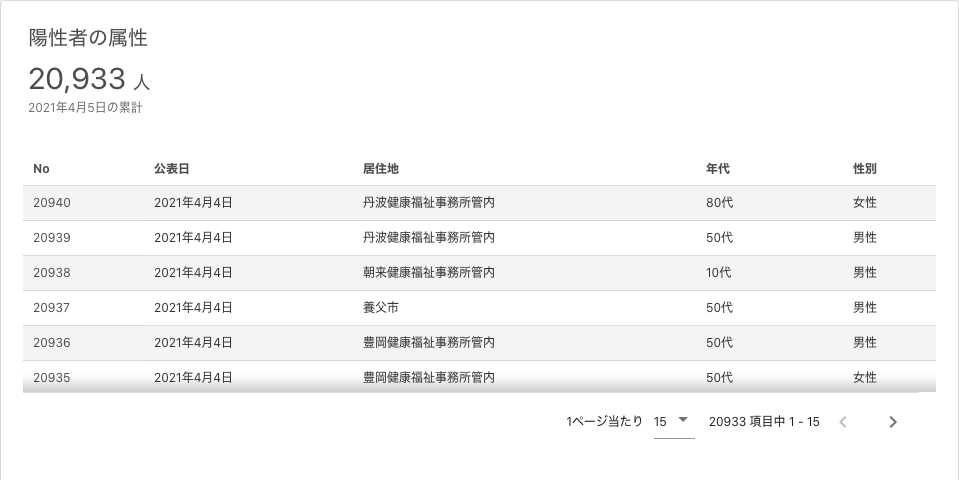 陽性者の属性
20,933 人
2021年4月5日の累計
No 公表日 居住地 年代 性別
20940 2021年4月4日 丹波健康福祉事務所管内 80代 女性
20939 2021年4月4日 丹波健康福祉事務所管内 50代 男性
20938 2021年4月4日 朝来健康福祉事務所管内 10代 男性
20937 2021年4月4日 養父市 50代 男性
20936 2021年4月4日 豊岡健康福祉事務所管内 50代 男性
20935 2021年4月4日 豊岡健康福祉事務所管内 50代 女性
1ページ当たり 15 20933 項目中 1 - 15